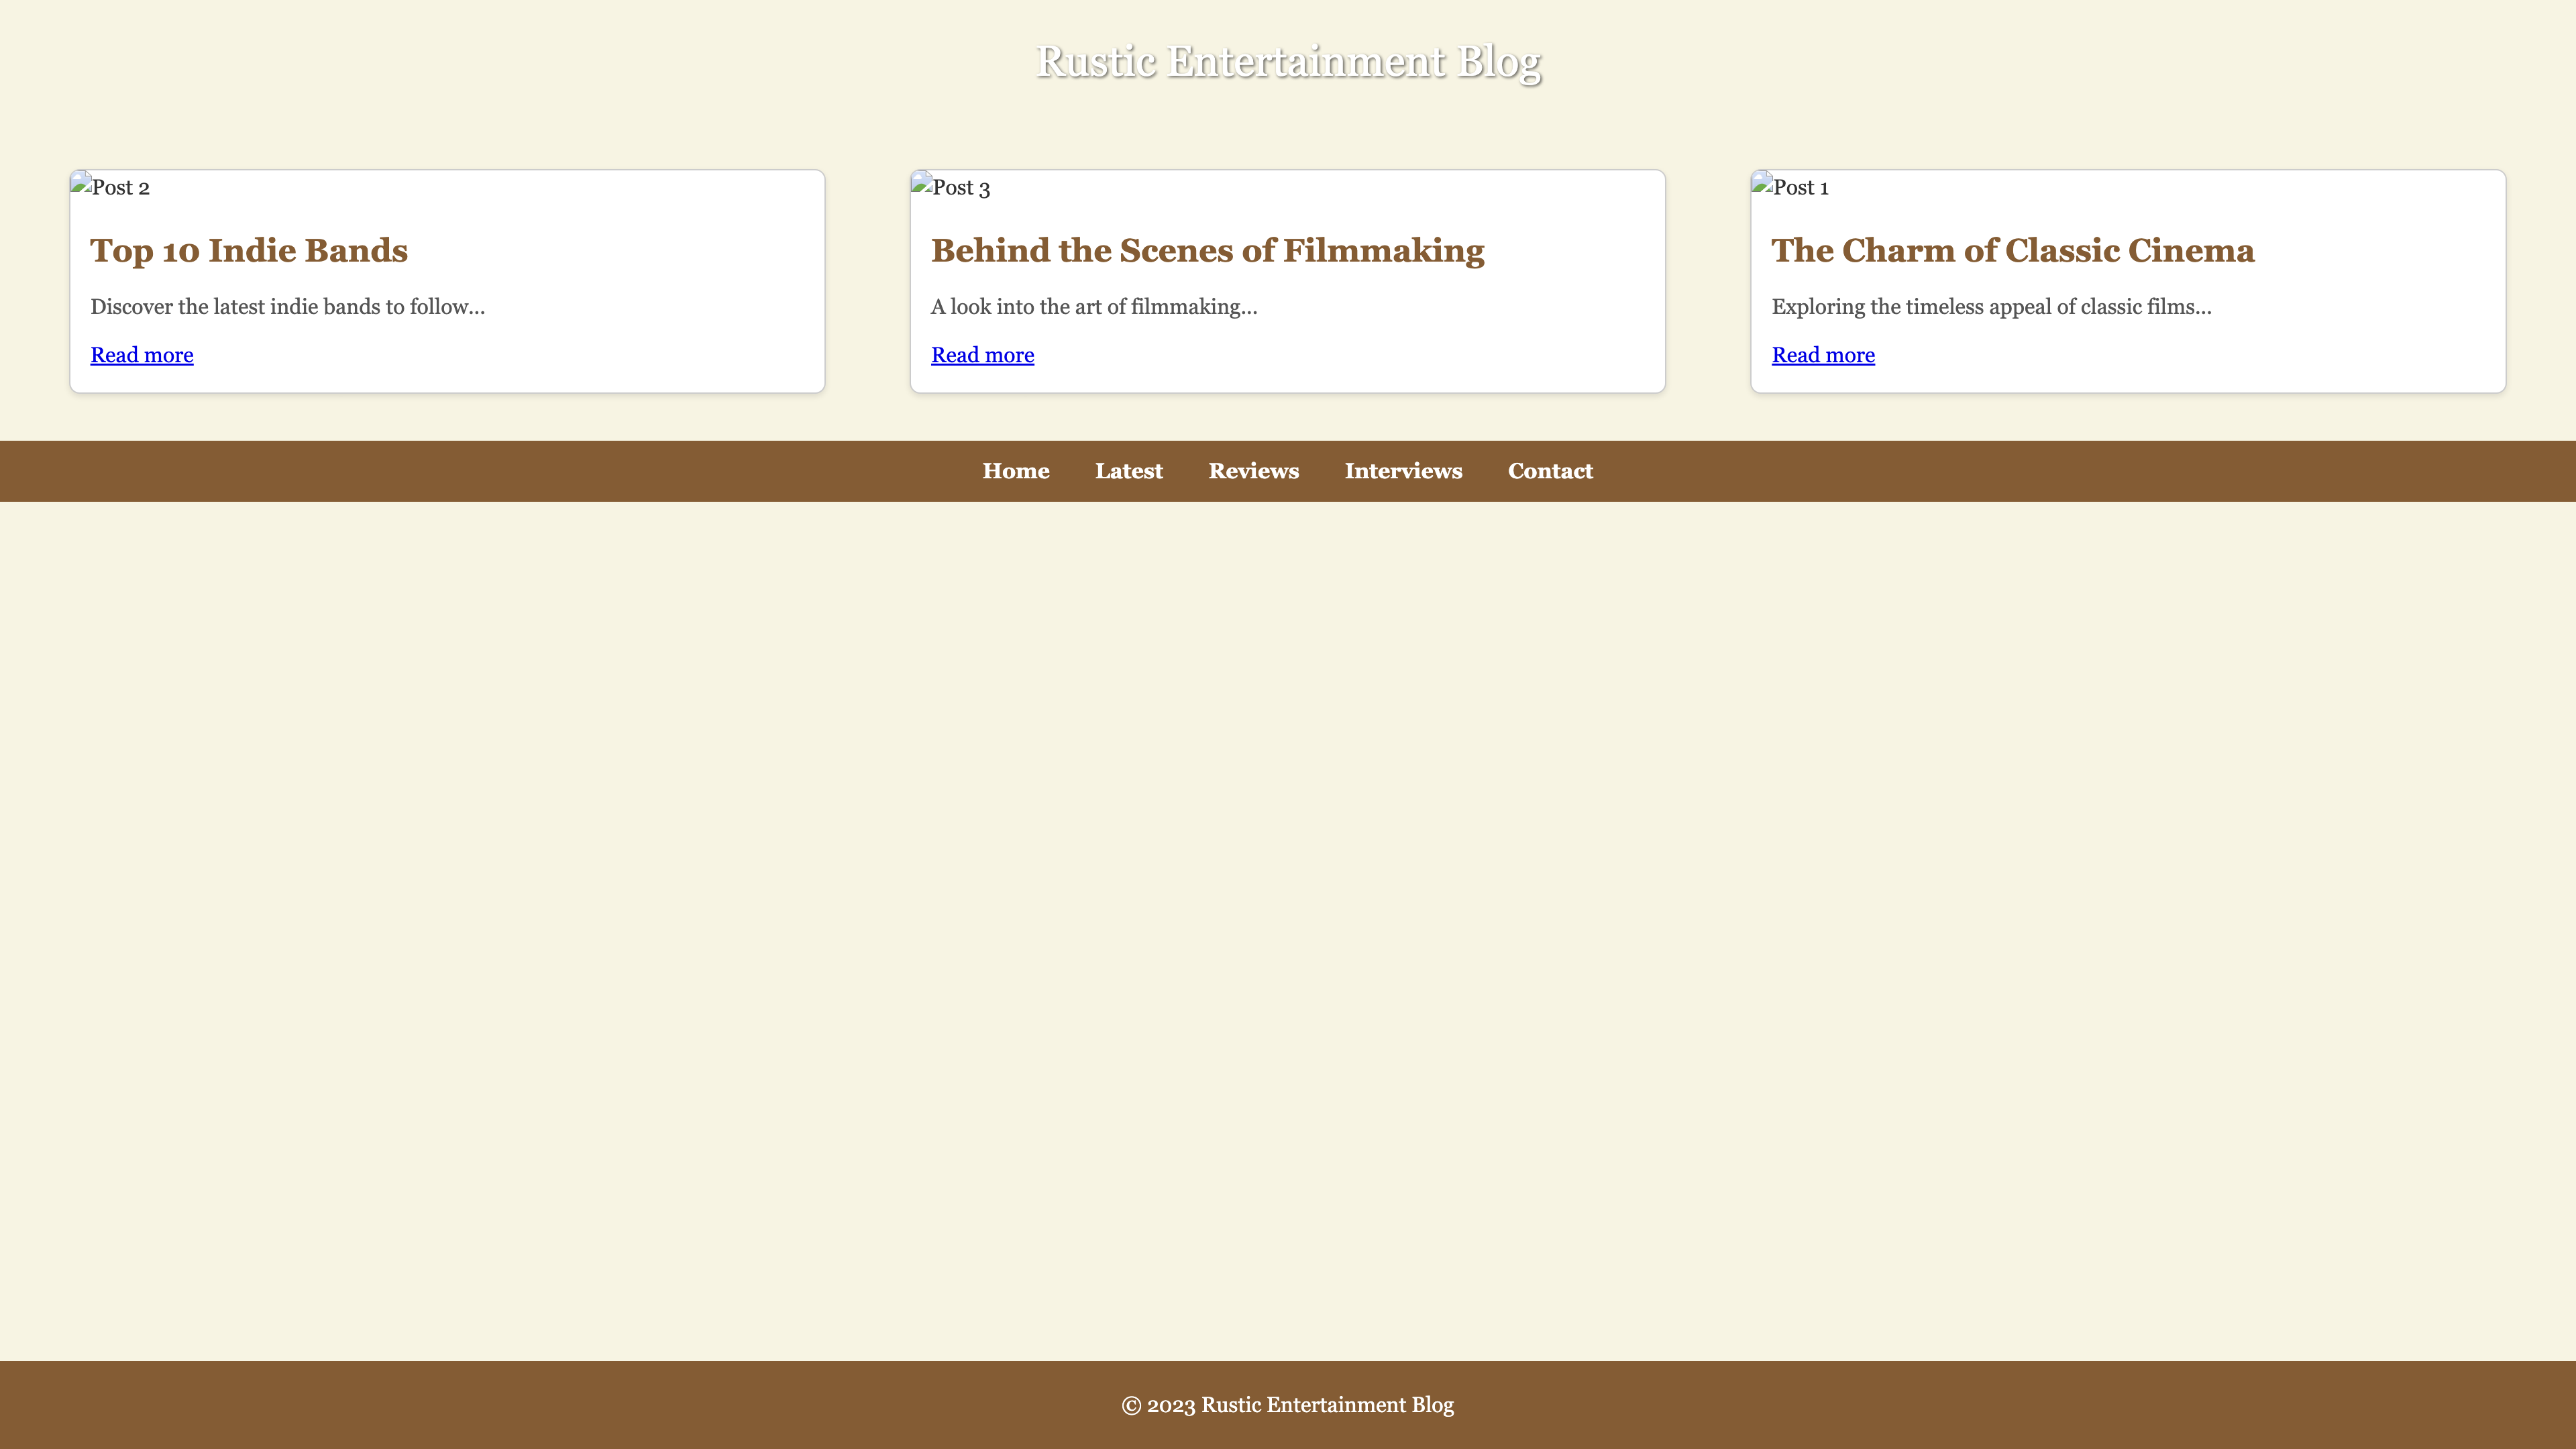 Rustic Entertainment Blog
Post 2
Top 10 Indie Bands
Discover the latest indie bands to follow...
Read more
Post 3
Behind the Scenes of Filmmaking
A look into the art of filmmaking...
Read more
Post 1
The Charm of Classic Cinema
Exploring the timeless appeal of classic films...
Read more
Home Latest Reviews Interviews Contact
© 2023 Rustic Entertainment Blog